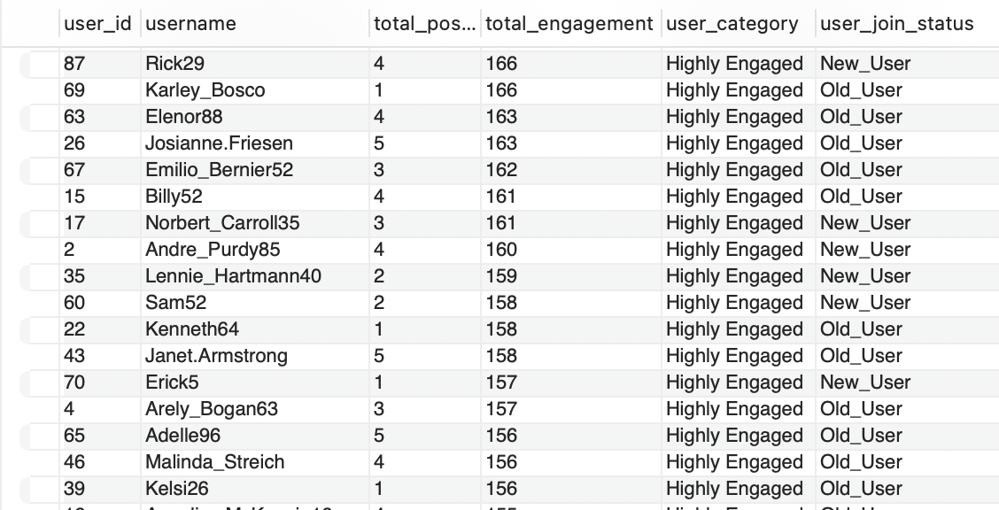 user_id username total_pos... total_engagement user_category user_join_status
87 Rick29 4 166 Highly Engaged New_User
69 Karley_Bosco 1 166 Highly Engaged Old_User
63 Elenor88 4 163 Highly Engaged Old_User
26 Josianne.Friesen 5 163 Highly Engaged Old_User
67 Emilio_Bernier52 3 162 Highly Engaged Old_User
15 Billy52 4 161 Highly Engaged Old_User
17 Norbert_Carroll35 3 161 Highly Engaged New_User
2 Andre_Purdy85 4 160 Highly Engaged New_User
35 Lennie_Hartmann40 2 159 Highly Engaged New_User
60 Sam52 2 158 Highly Engaged New_User
22 Kenneth64 1 158 Highly Engaged Old_User
43 Janet.Armstrong 5 158 Highly Engaged Old_User
70 Erick5 1 157 Highly Engaged New_User
4 Arely_Bogan63 3 157 Highly Engaged Old_User
65 Adelle96 5 156 Highly Engaged Old_User
46 Malinda_Streich 4 156 Highly Engaged Old_User
39 Kelsi26 1 156 Highly Engaged Old_User